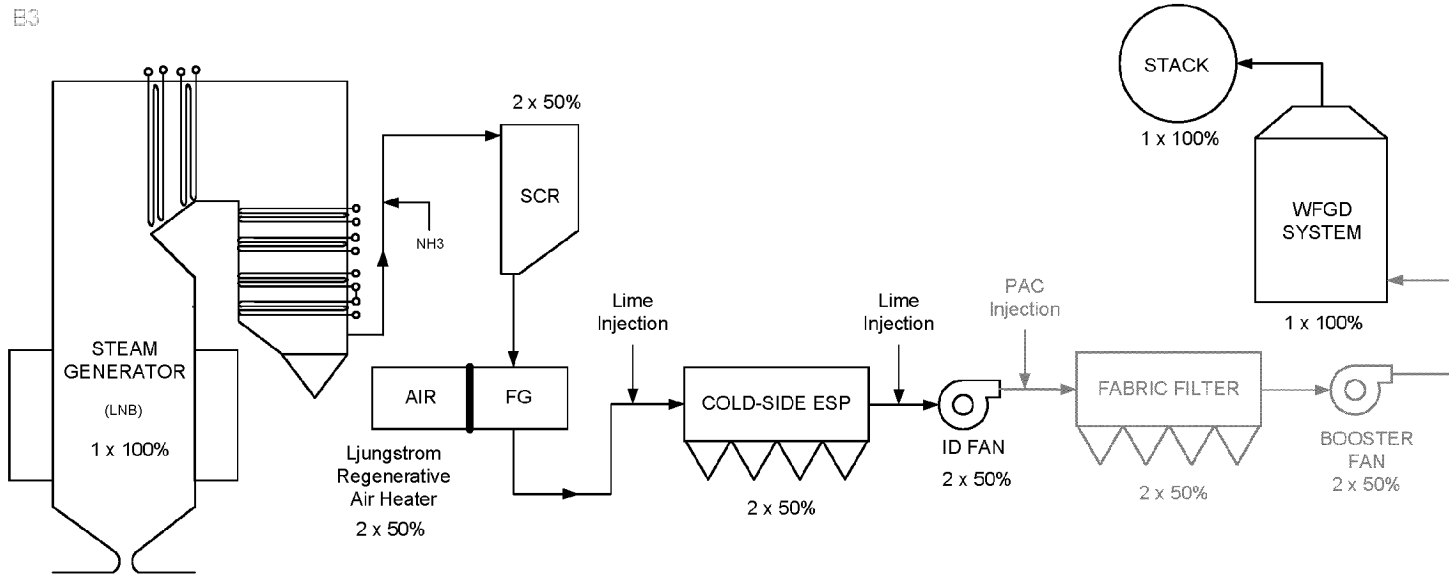 B3
STACK
1 x 100%
2 x 50%
SCR
WFGD
SYSTEM
1 x 100%
NH3
STEAM
GENERATOR
(LNB)
1 x 100%
AIR
FG
Ljungstrom
Regenerative
Air Heater
2 x 50%
Lime
Injection
COLD-SIDE ESP
2 x 50%
Lime
Injection
ID FAN
2 x 50%
PAC
Injection
FABRIC FILTER
2 x 50%
BOOSTER
FAN
2 x 50%